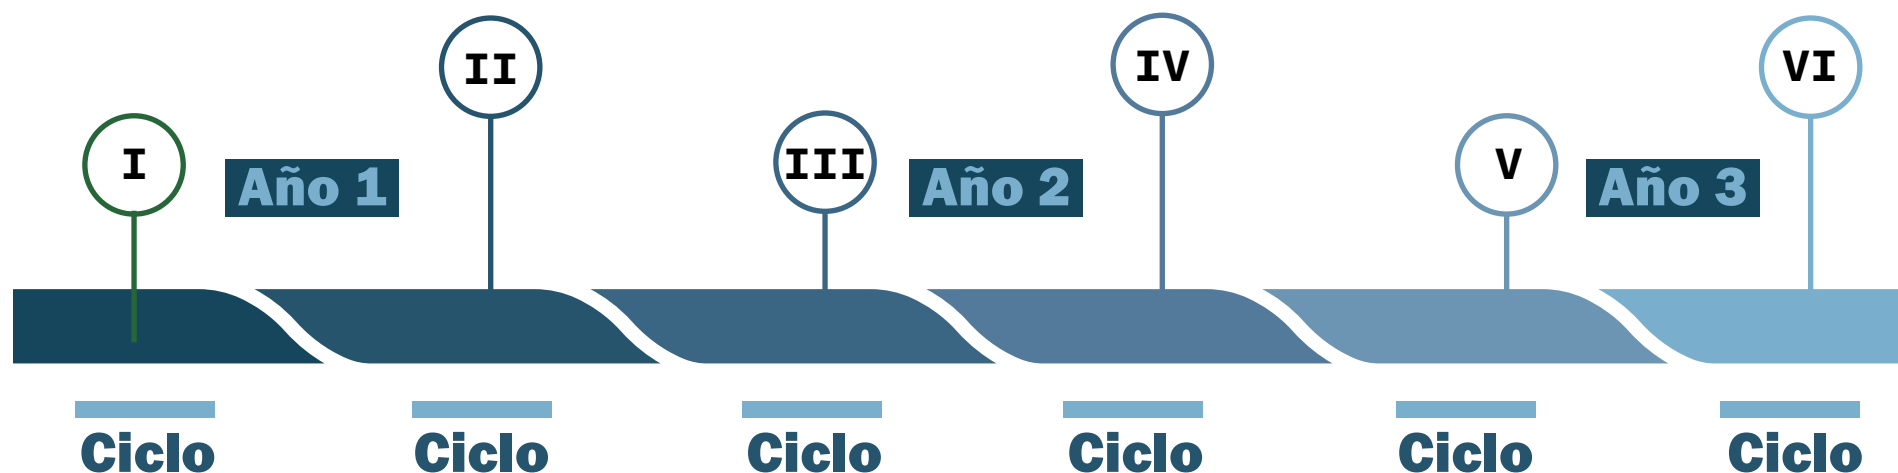 II
IV
VI
I
III
V
Año 1
Año 2
Año 3
Ciclo
Ciclo
Ciclo
Ciclo
Ciclo
Ciclo